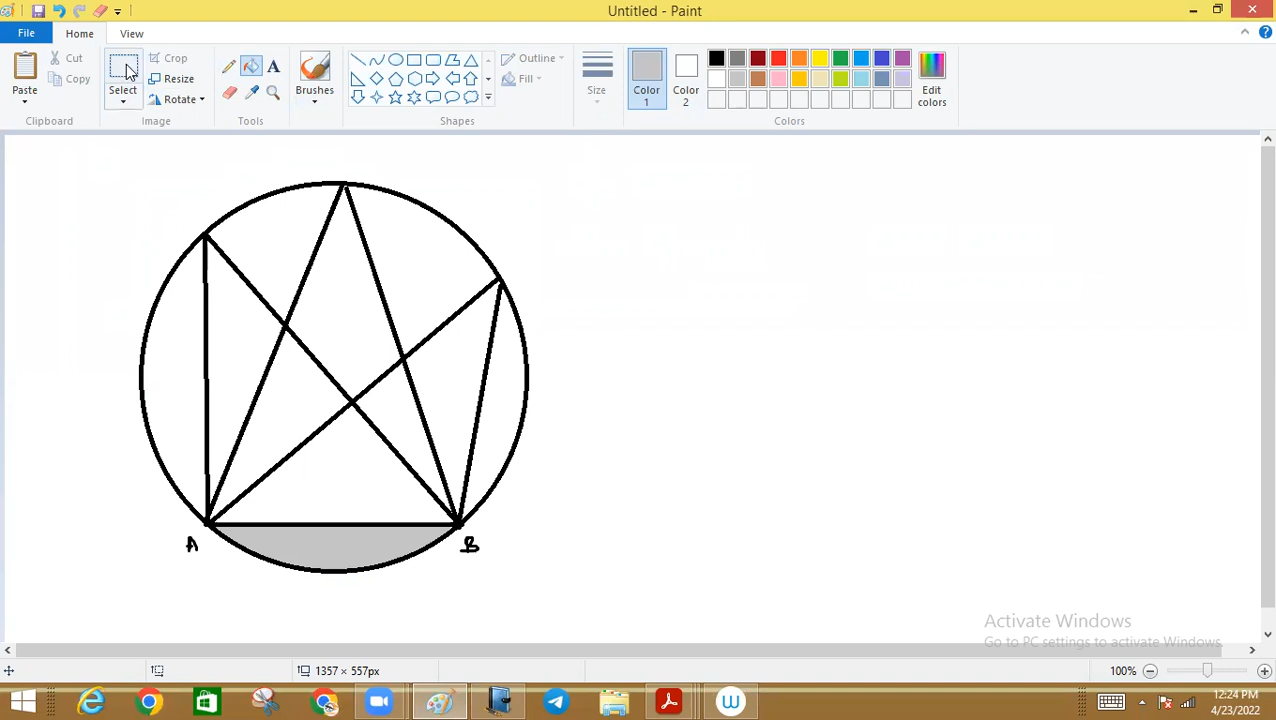 Untitled - Paint
File
Home
View
Paste
Cut
Copy
Clipboard
Select
Crop
Resize
Rotate
Image
A
Tools
Brushes
Outline
Fill
Shapes
Size
Color 1
Color 2
Edit colors
Colors
A
B
Activate Windows
Go to PC settings to activate Windows.
1357 × 557px
100%
W
12:24 PM
4/23/2022